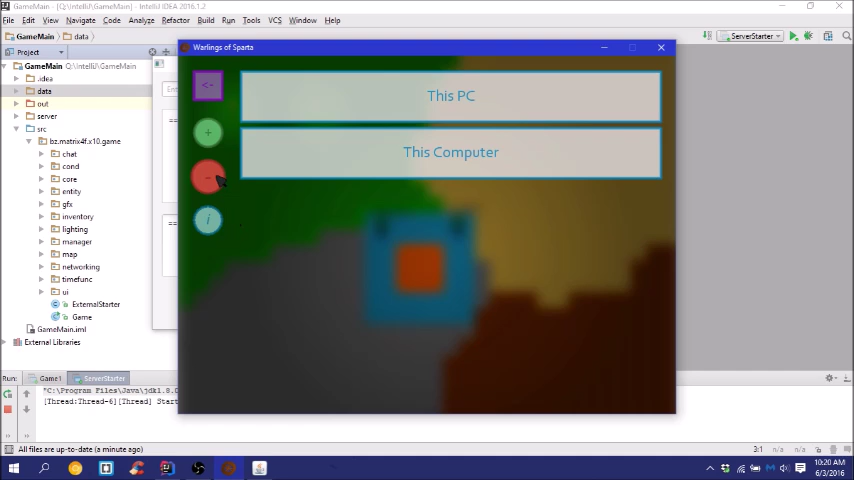 GameMain - [Q:\IntelliJ\GameMain] - IntelliJ IDEA 2016.1.2
File Edit View Navigate Code Analyze Refactor Build Run Tools VCS Window Help
GameMain data
ServerStarter
Project
GameMain Q:\IntelliJ\GameMain
.idea
data
out
server
src
bz.matrix4f.x10.game
chat
cond
core
entity
gfx
inventory
lighting
manager
map
networking
timefunc
ui
ExternalStarter
Game
GameMain.iml
External Libraries
Warlings of Sparta
<-
+
-
i
This PC
This Computer
Run: Game1 ServerStarter
"C:\Program Files\Java\jdk1.8.0
[Thread:Thread-6][Thread] Start
All files are up-to-date (a minute ago)
3:1 n/a n/a
10:20 AM
6/3/2016